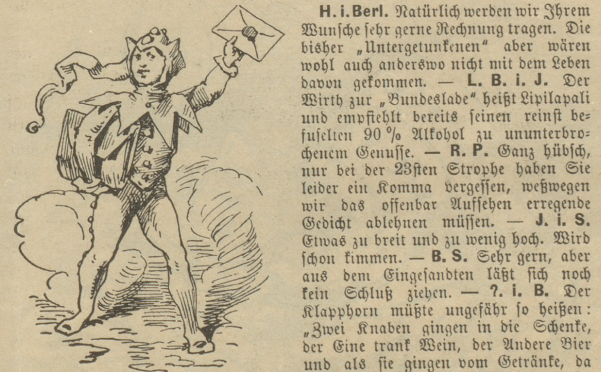 H. i. Berl. Natürlich werden wir Ihrem
Wunsche sehr gerne Rechnung tragen. Die
bisher „Untergetunkenen“ aber wären
wohl auch anderswo nicht mit dem Leben
davon gekommen. — L. B. i. J. Der
Wirth zur „Bundeslade“ heißt Lipilapali
und empfiehlt bereits seinen reinst be-
fuselten 90 % Alkohol zu ununterbro-
chenem Genusse. — R. P. Ganz hübsch,
nur bei der 23sten Strophe haben Sie
leider ein Komma vergessen, weßwegen
wir das offenbar Aufsehen erregende
Gedicht ablehnen müssen. — J. i. S.
Etwas zu breit und zu wenig hoch. Wird
schon kimmen. — B. S. Sehr gern, aber
aus dem Eingesandten läßt sich noch
kein Schluß ziehen. — ?. i. B. Der
Klapphorn müßte ungefähr so heißen:
„Zwei Knaben gingen in die Schenke,
der Eine trank Wein, der Andere Bier
und als sie gingen vom Getränke, da